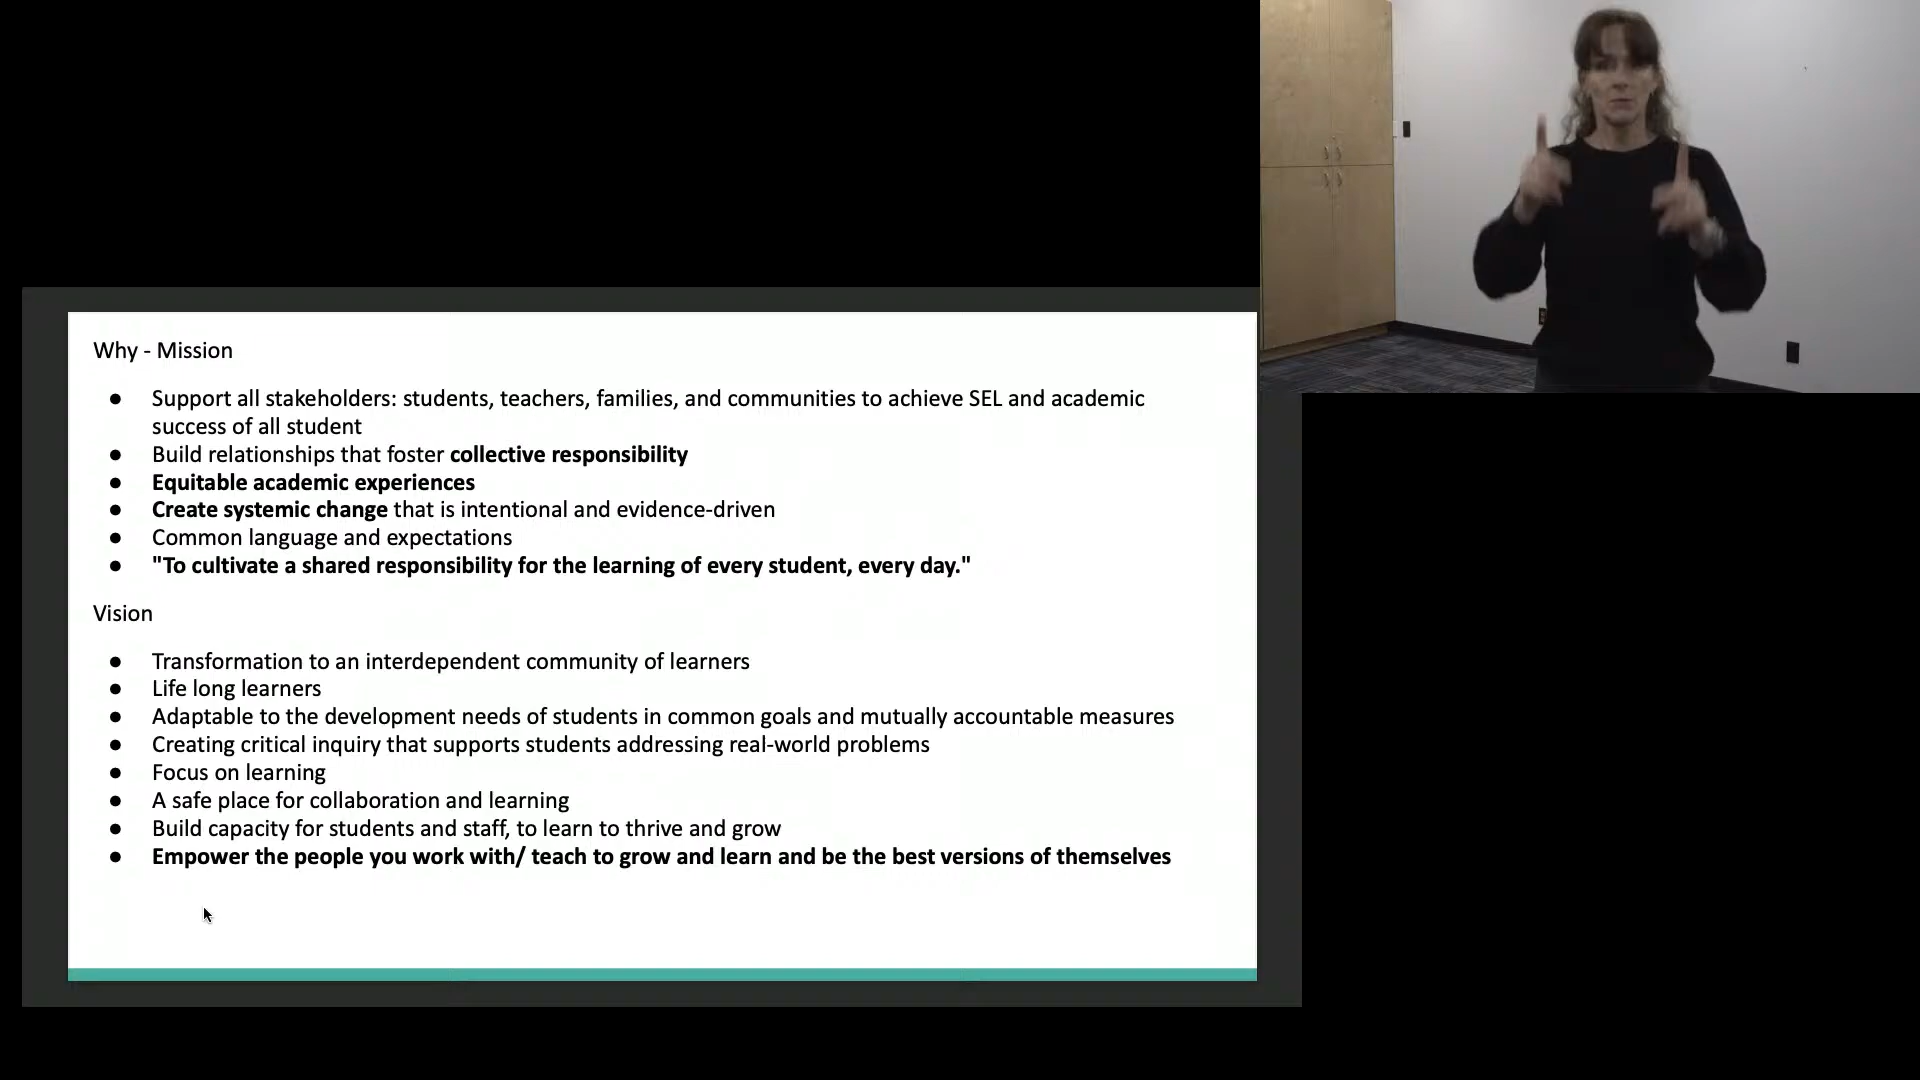 Why - Mission
● Support all stakeholders: students, teachers, families, and communities to achieve SEL and academic
success of all student
● Build relationships that foster collective responsibility
● Equitable academic experiences
● Create systemic change that is intentional and evidence-driven
● Common language and expectations
● "To cultivate a shared responsibility for the learning of every student, every day."
Vision
● Transformation to an interdependent community of learners
● Life long learners
● Adaptable to the development needs of students in common goals and mutually accountable measures
● Creating critical inquiry that supports students addressing real-world problems
● Focus on learning
● A safe place for collaboration and learning
● Build capacity for students and staff, to learn to thrive and grow
● Empower the people you work with/ teach to grow and learn and be the best versions of themselves